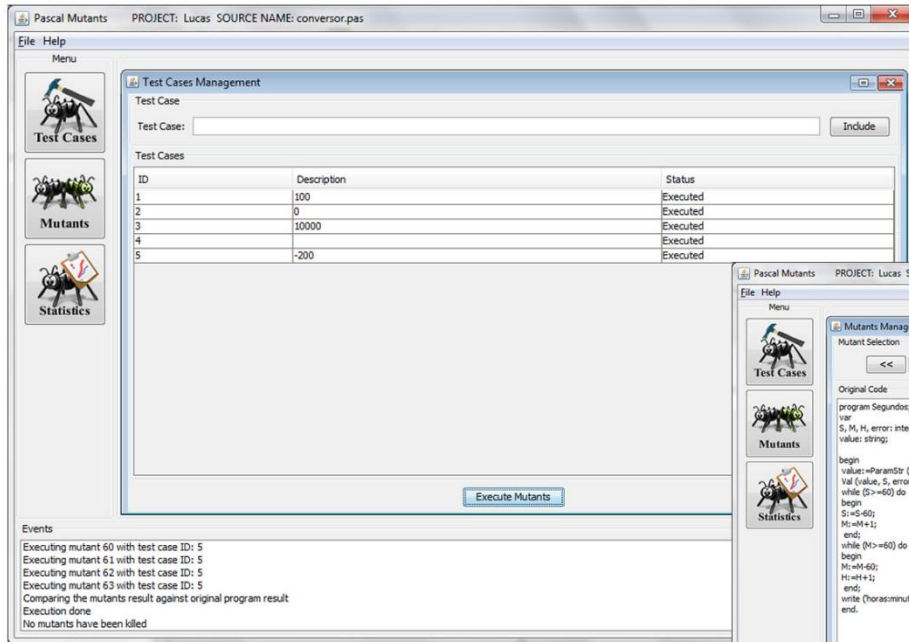 Pascal Mutants PROJECT: Lucas SOURCE NAME: conversor.pas
File Help
Menu
Test Cases
Mutants
Statistics
Test Cases Management
Test Case
Test Case:
Include
Test Cases
ID Description Status
1 100 Executed
2 0 Executed
3 10000 Executed
4 Executed
5 -200 Executed
Execute Mutants
Events
Executing mutant 60 with test case ID: 5
Executing mutant 61 with test case ID: 5
Executing mutant 62 with test case ID: 5
Executing mutant 63 with test case ID: 5
Comparing the mutants result against original program result
Execution done
No mutants have been killed
Pascal Mutants PROJECT: Lucas S
File Help
Menu
Test Cases
Mutants
Statistics
Mutants Manag
Mutant Selection
<<
Original Code
program Segundos;
var
S, M, H, error: inte
value: string;
begin
value:=ParamStr (
Val (value, S, error
while (S>=60) do
begin
S:=S-60;
M:=M+1;
end;
while (M>=60) do
begin
M:=M-60;
H:=H+1;
end;
write ('horas:minut
end.